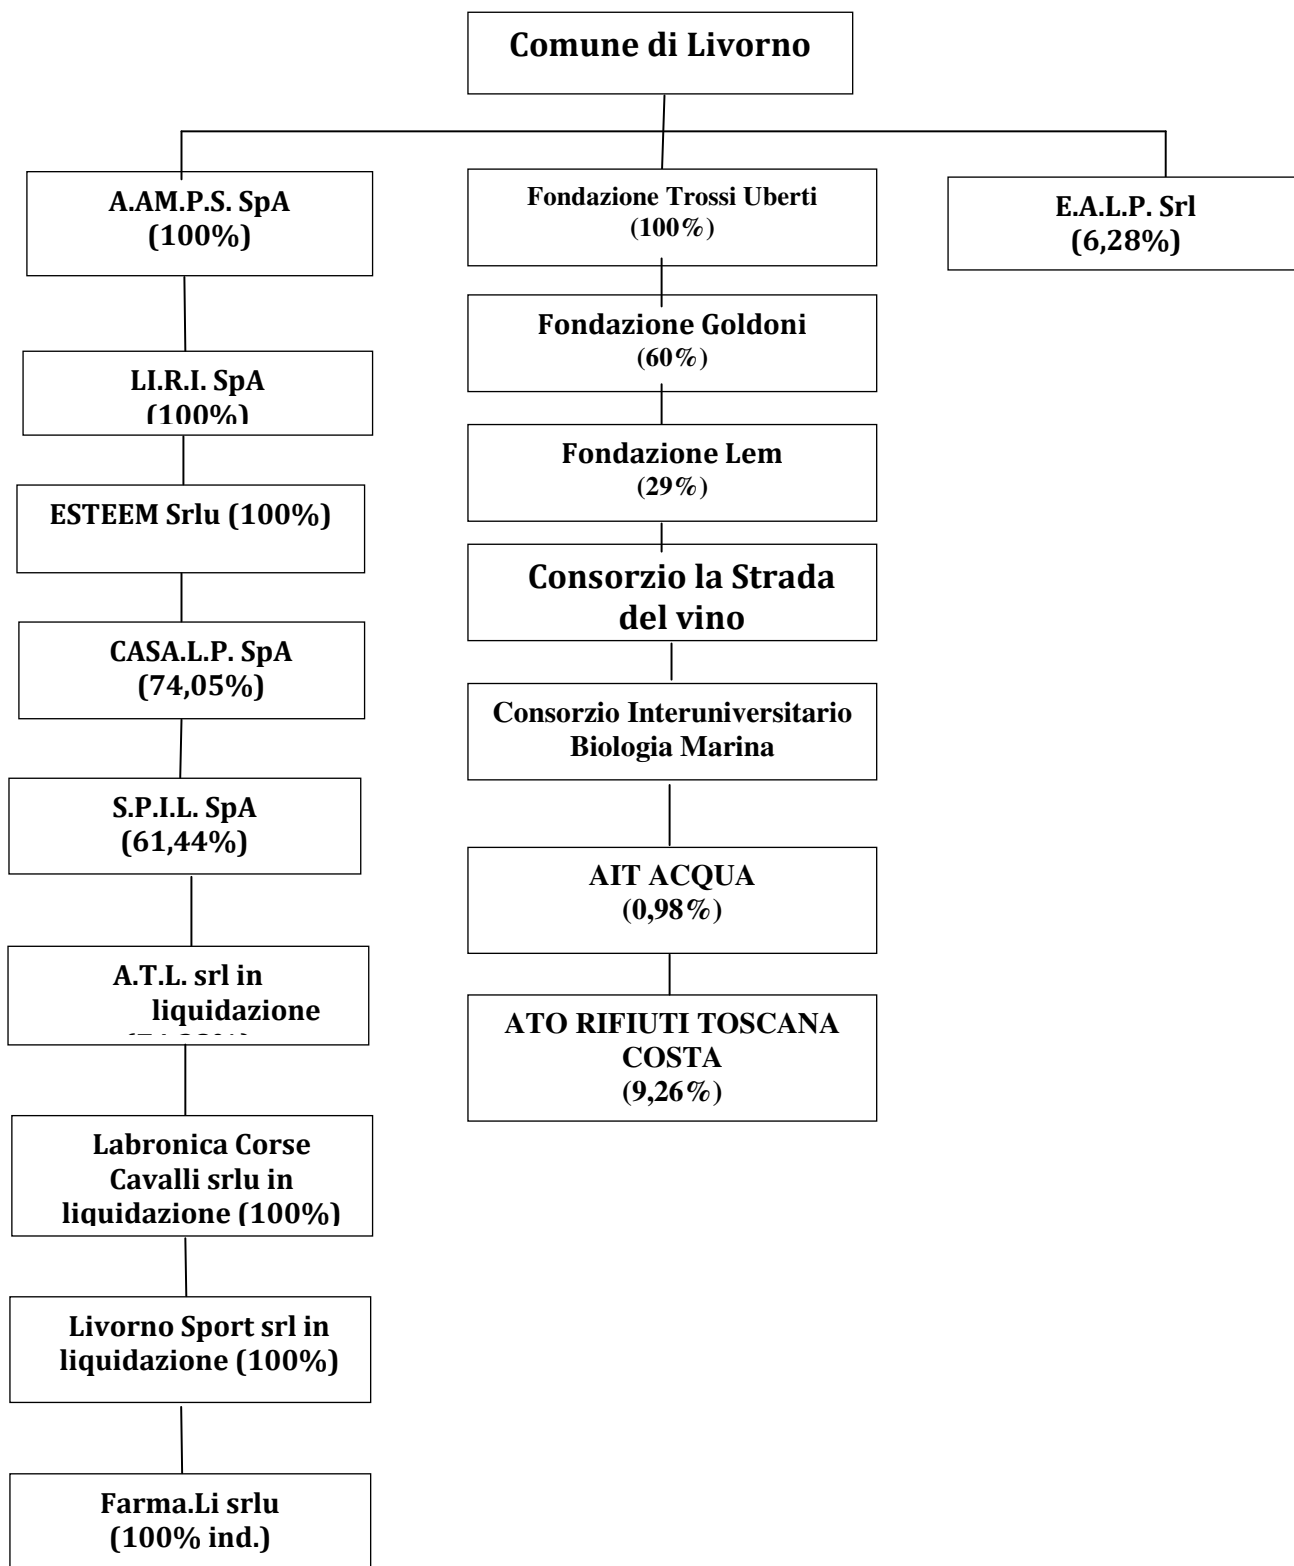 Comune di Livorno
A.AM.P.S. SpA
(100%)
LI.R.I. SpA
(100%)
ESTEEM Srlu (100%)
CASA.L.P. SpA
(74,05%)
S.P.I.L. SpA
(61,44%)
A.T.L. srl in
liquidazione
Labronica Corse
Cavalli srlu in
liquidazione (100%)
Livorno Sport srl in
liquidazione (100%)
Farma.Li srlu
(100% ind.)
Fondazione Trossi Uberti
(100%)
Fondazione Goldoni
(60%)
Fondazione Lem
(29%)
Consorzio la Strada
del vino
Consorzio Interuniversitario
Biologia Marina
AIT ACQUA
(0,98%)
ATO RIFIUTI TOSCANA
COSTA
(9,26%)
E.A.L.P. Srl
(6,28%)